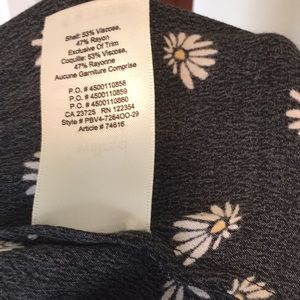 Shell: 53% Viscose,
47% Rayon
Exclusive Of Trim
Coquille: 53% Viscose,
47% Rayonne
Aucune Garniture Comprise
P.O. # 4500110858
P.O. # 4500110859
P.O. # 4500110860
CA 23725 RN 122354
Style # PBV4-7264OO-29
Article # 74616